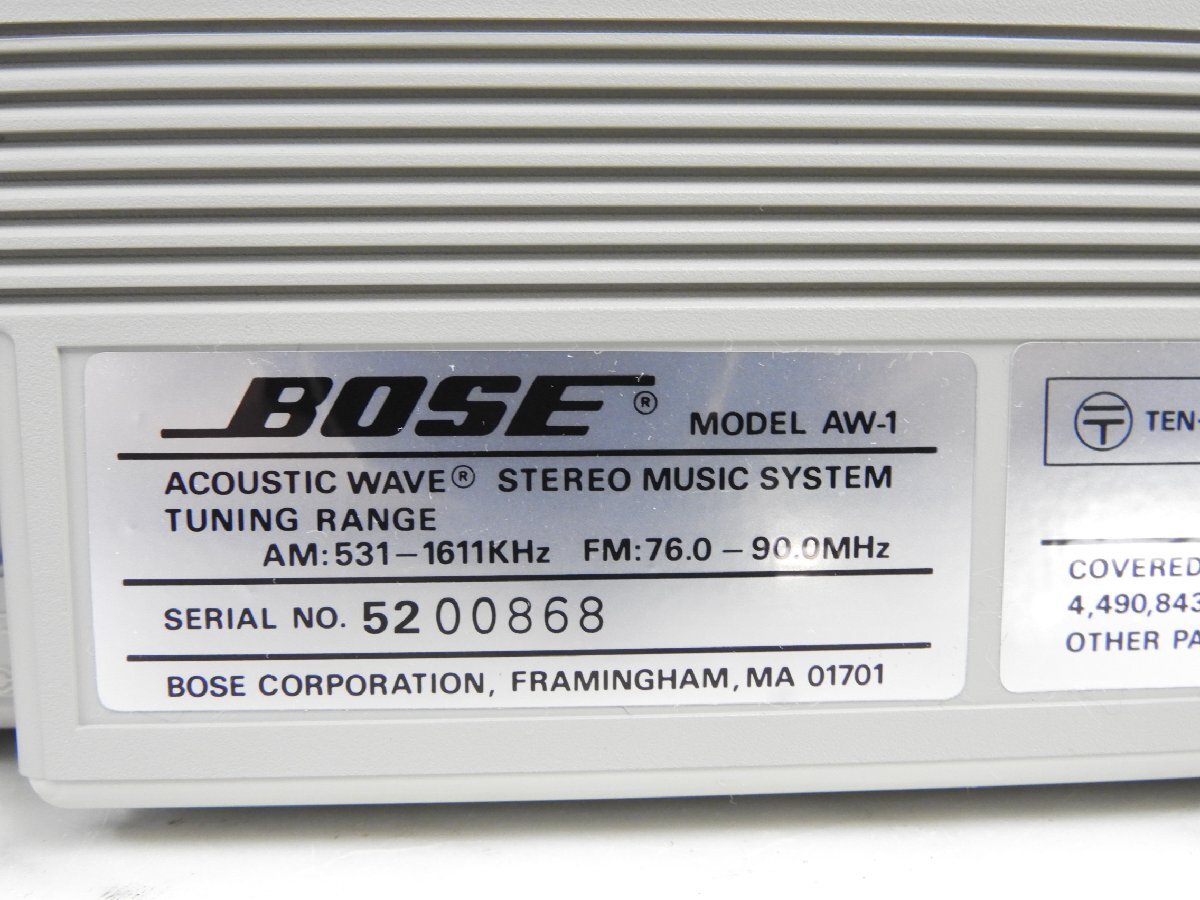 BOSE® MODEL AW-1
ACOUSTIC WAVE® STEREO MUSIC SYSTEM
TUNING RANGE
AM:531-1611KHz FM:76.0-90.0MHz
SERIAL NO. 5200868
BOSE CORPORATION, FRAMINGHAM, MA 01701
TEN-
COVERED
4,490,843
OTHER PA